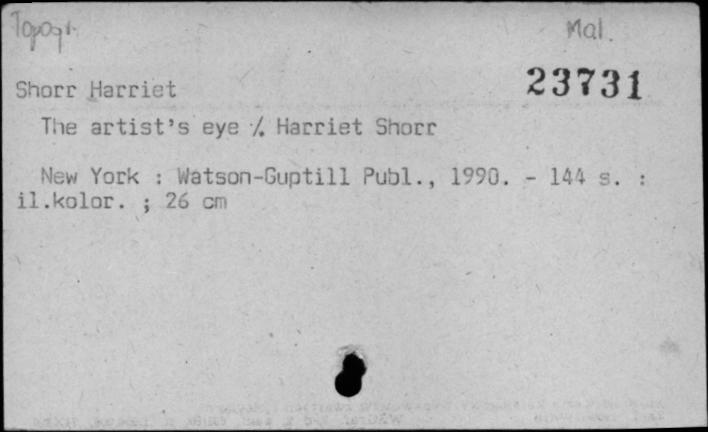 Topogr. Mal.
23731
Shorr Harriet
The artist's eye /. Harriet Shorr
New York : Watson-Guptill Publ., 1990. - 144 s. :
il.kolor. ; 26 cm